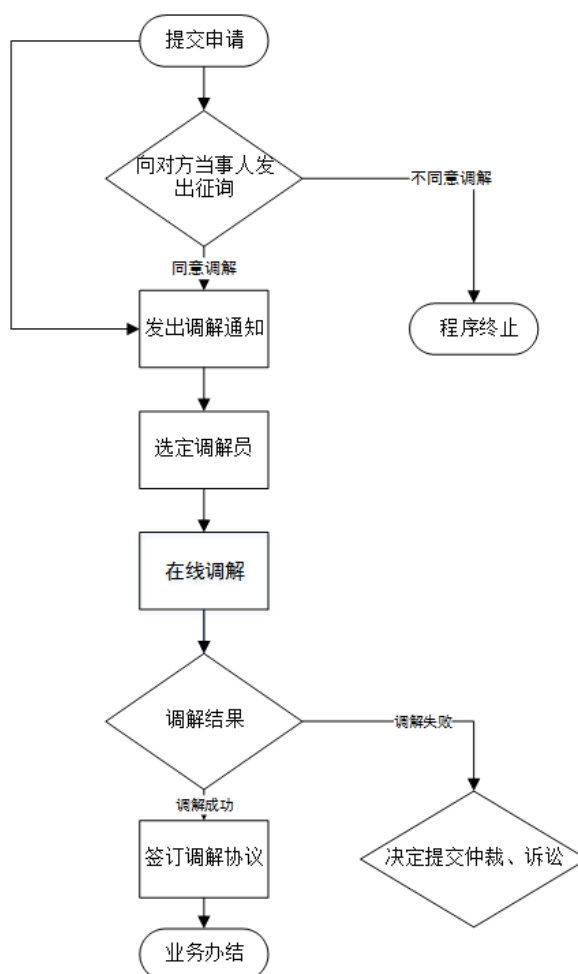 提交申请
向对方当事人发
出征询
不同意调解
同意调解
发出调解通知
程序终止
选定调解员
在线调解
调解结果
调解失败
调解成功
签订调解协议
决定提交仲裁、诉讼
业务办结